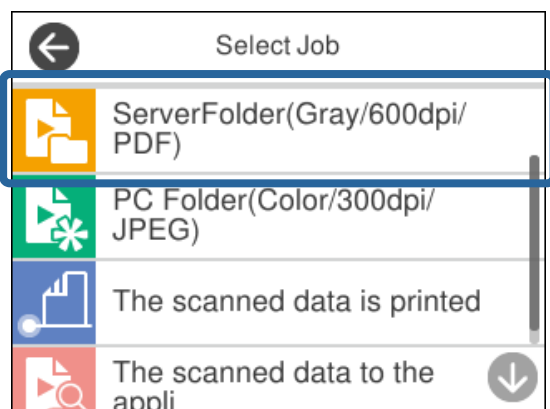 Select Job
ServerFolder(Gray/600dpi/
PDF)
PC Folder(Color/300dpi/
JPEG)
The scanned data is printed
The scanned data to the
appli